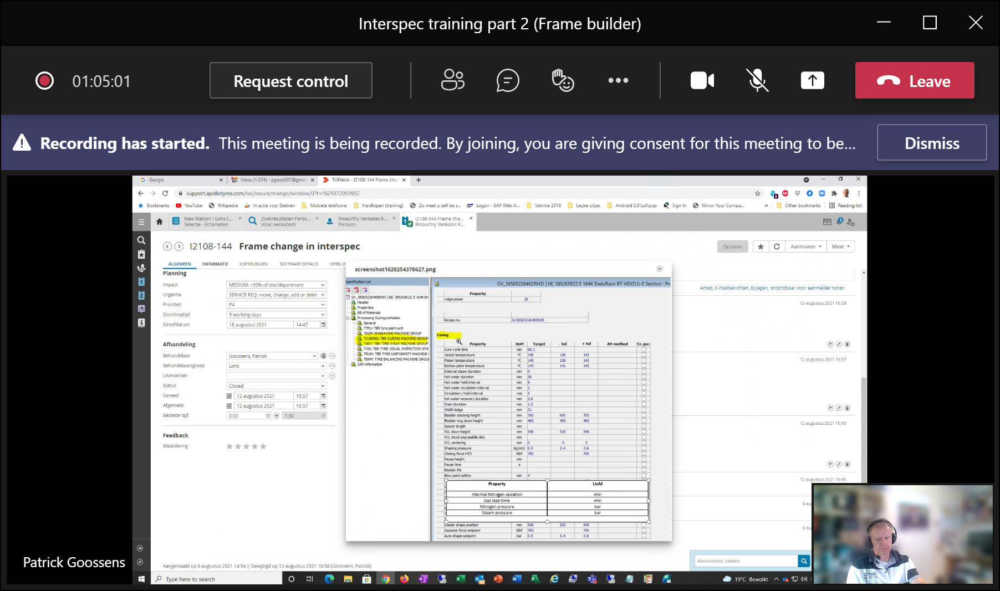 Interspec training part 2 (Frame builder)
01:05:01
Request control
Leave
Recording has started. This meeting is being recorded. By joining, you are giving consent for this meeting to be...
Dismiss
Google
Inbox (1.374) - pgoos007@gmai
TOPdesk - I2108-144 Frame chan
support.apollotyres.com/tas/secure/mango/window/0?t=1629372059932
Bookmarks YouTube Wikipedia In actie voor Siebren Mobiele telefoons Hardlopen (training) Zo meet u zelf de s... Logon - SAP Web A... Vakntie 2018 Leuke uitjes Android 5.0 Lollipop Sign In Mirror Your Compu... » Other bookmarks Reading list
New Watson / Lims C...
Selectie - Activiteiten
Zoekresultaten Perso...
Voor: venkatesh
Rmaurthy Venkates K...
Persoon
I2108-144 Frame cha...
Rmaurthy Venkates K...
I2108-144 Frame change in interspec
Opslaan
Aanmaken
Meer
ALGEMEEN INFORMATIE KOPPELINGEN SOFTWARE DETAILS OPEN IP
Planning
Impact MEDIUM: <50% of site/department
Urgentie SERVICE REQ: move, change, add or delet
Prioriteit P4
Doorlooptijd 5 working days
Streefdatum 18 augustus 2021 14:47
Afhandeling
Behandelaar Goossens, Patrick
Behandelaarsgroep Lims
Leverancier
Status Closed
Gereed 12 augustus 2021 16:57
Afgemeld 12 augustus 2021 16:57
Bestede tijd 0:00 1:30
Feedback
Waardering
screenshot1628254378627.png
Specification List
GV_385652264KERHD [18] '385/65R22.5 164K En
Header
Properties
Bill of Materials
Processing Gyongyoshalasz
General
TTPU: TBR tyre paint unit
TEGM: ENGRAVING MACHINE GROUP
TCURING: TBR CURING MACHINE GROUP
TXRY: TBR TYRE X-RAY MACHINE GROUP
TVIS: TBR TYRE VISUAL INSPECTION STA
TRUM: TBR TYRE UNIFORMITY MACHINE
TBAM: TYRE BALANCING MACHINE GROU
SAP information
GV_385652264KERHD [18] 385/65R22.5 164K EnduRace RT HD(EU)-E Section : Pro
Property
volgnummer 20
Recipe no. GV385652264KERHD
Curing
Property UoM Target - tol + tol AV-method Cr. par.
Cure cycle time min 60.1
Jacket temperature °C 140 138 142
Platen temperature °C 140 138 142
Bottom plate temperature °C 143 141 145
Internal steam duration min 0
Hot water duration min 56
Hot water hold interval min 9
Hot water circulation interval min 2
Circulation / hold interval nos 5
hot water recovery duration min 2.6
Drain duration min 1.5
Width ledge mm 31
Bladder stacking height mm 700 695 705
Bladder ring down height mm 460 455 465
Spacer length mm
VCL down height mm 540 535 545
VCL chuck exp paddle dist. mm
VCL centering mm 0 -3 3
Shaping pressure kg/cm2 0.5 0.4 0.6
Closing force HYD Klbf 700 750
Pause height mm
Pause time s
Bladder life
Blow point safety min 4
Property UoM
Internal Nitrogen duration min
Gas leak time min
Nitrogen pressure bar
Steam pressure bar
Loader shape position mm 540 535 545
Squeeze force setpoint Klbf 700 750
Auto shape setpoint bar 0.5 0.4 0.6
Acties, E-mailberichten, Bijlagen, onzichtbaar voor aanmelder tonen
12 augustus 2021 16:58
12 augustus 2021 16:57
12 augustus 2021 16:45
12 augustus 2021 16:45
6 aug
6 aug
Kennisitems zoeken
Aangemaakt op 6 augustus 2021 14:54 | Gewijzigd op 12 augustus 2021 16:58 (Goossens, Patrick)
Patrick Goossens
Type here to search
19°C Bewolkt